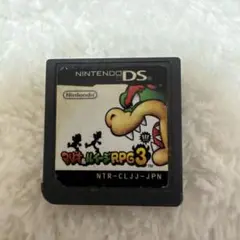 NINTENDO DS
Nintendo
マリオ&ルイージRPG3!!!
NTR-CLJJ-JPN